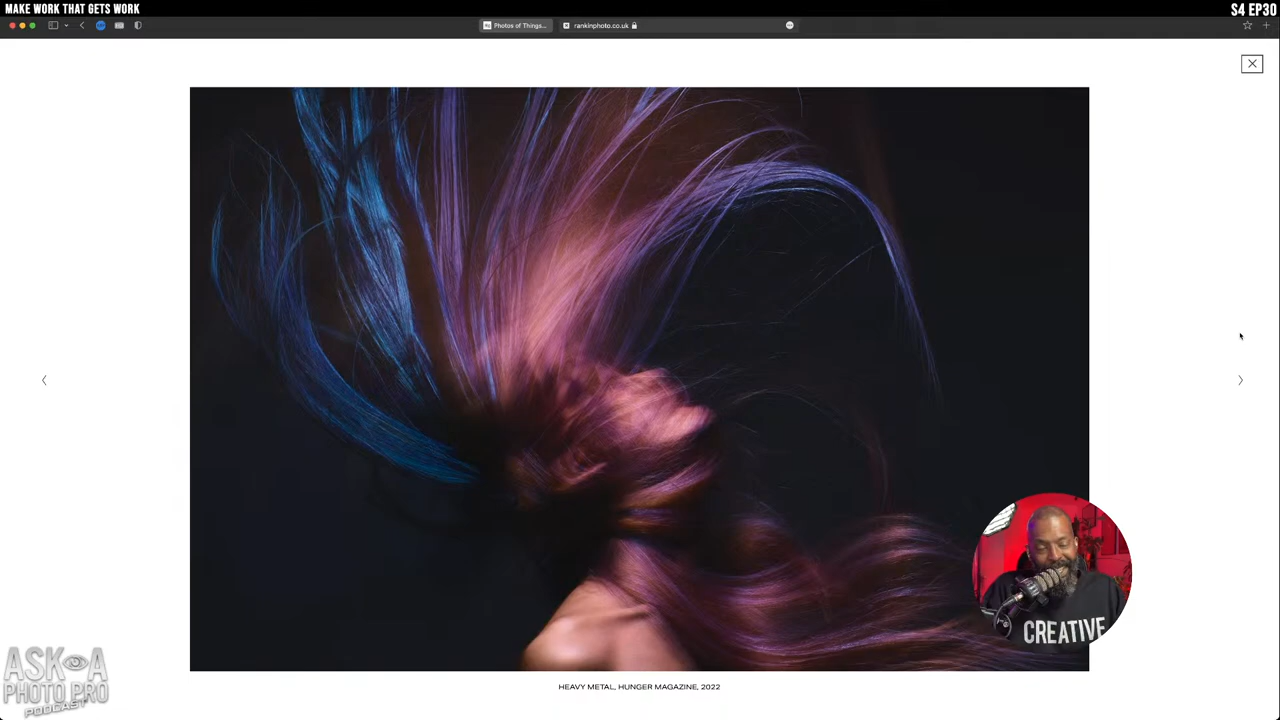 MAKE WORK THAT GETS WORK
S4 EP30
Photos of Things...
rankinphoto.co.uk
CREATIVE
ASK A
PHOTO PRO
PODCAST
HEAVY METAL, HUNGER MAGAZINE, 2022